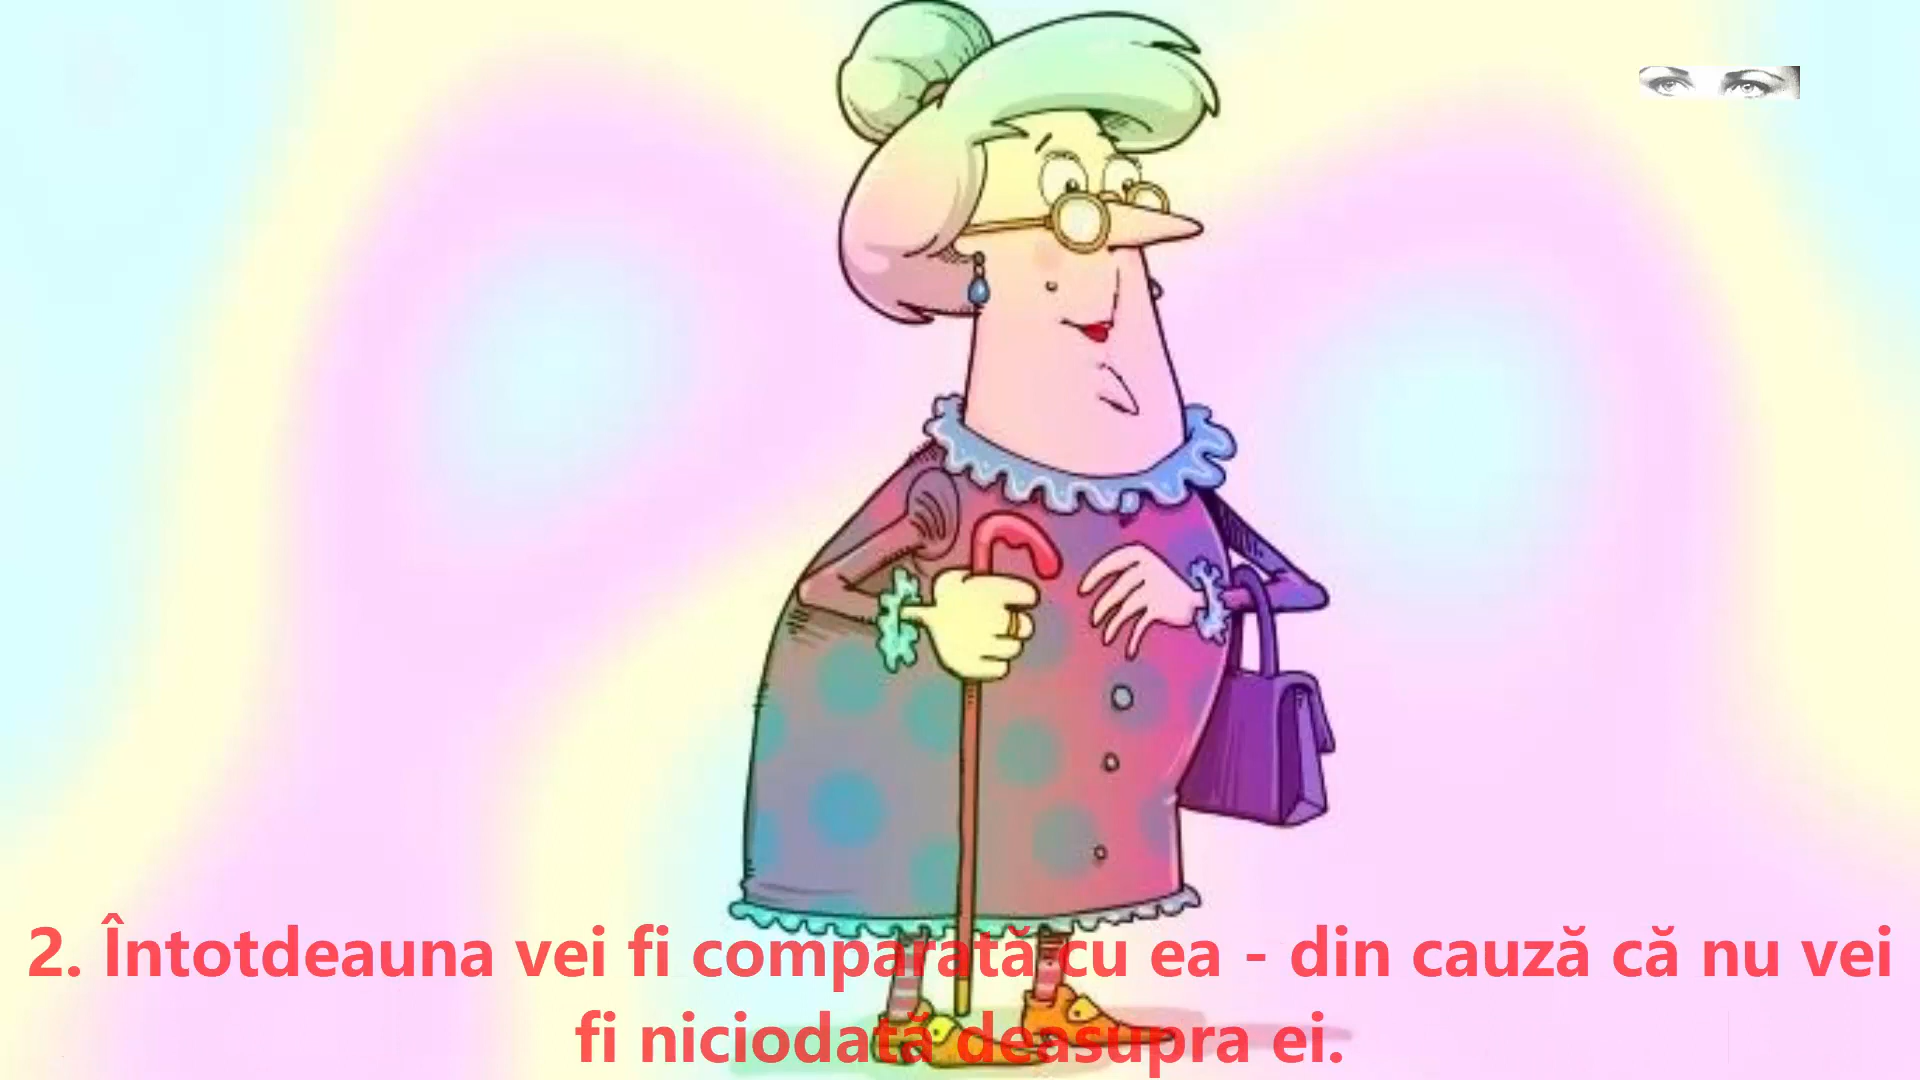 2. Întotdeauna vei fi comparată cu ea - din cauză că nu vei
fi niciodată deasupra ei.